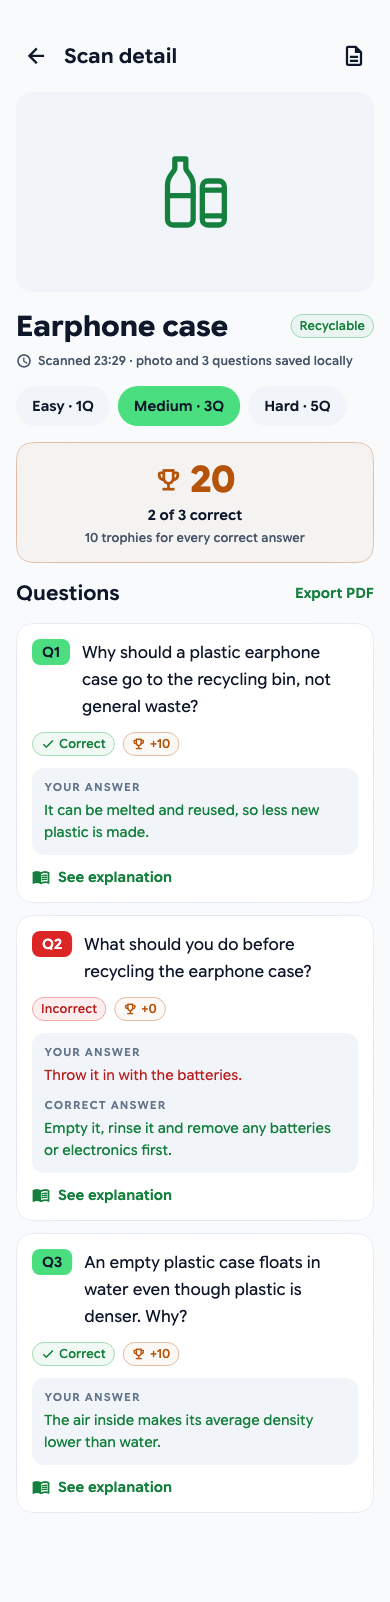 Scan detail
Earphone case
Recyclable
Scanned 23:29 · photo and 3 questions saved locally
Easy · 1Q
Medium · 3Q
Hard · 5Q
20
2 of 3 correct
10 trophies for every correct answer
Questions
Export PDF
Q1
Why should a plastic earphone
case go to the recycling bin, not
general waste?
Correct
+10
YOUR ANSWER
It can be melted and reused, so less new
plastic is made.
See explanation
Q2
What should you do before
recycling the earphone case?
Incorrect
+0
YOUR ANSWER
Throw it in with the batteries.
CORRECT ANSWER
Empty it, rinse it and remove any batteries
or electronics first.
See explanation
Q3
An empty plastic case floats in
water even though plastic is
denser. Why?
Correct
+10
YOUR ANSWER
The air inside makes its average density
lower than water.
See explanation